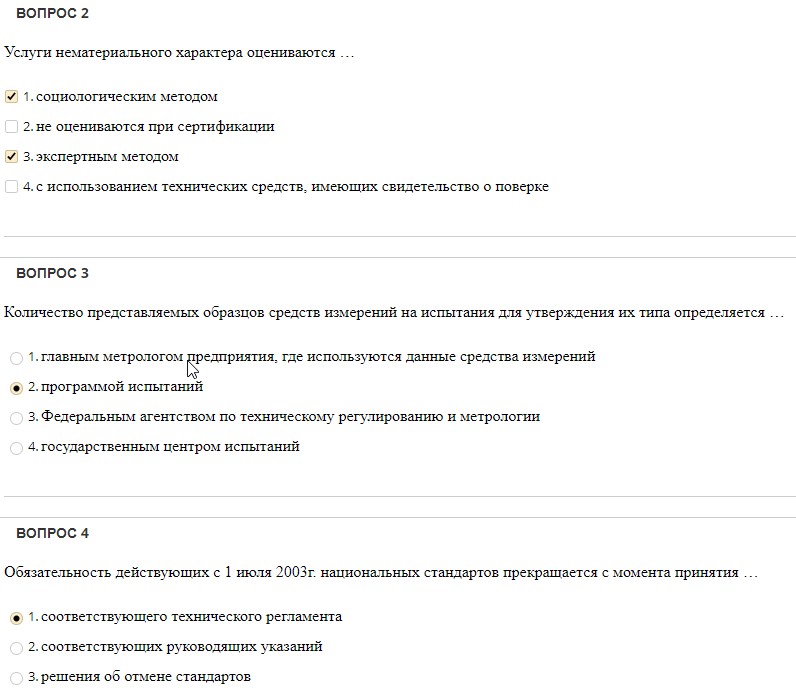 ВОПРОС 2
Услуги нематериального характера оцениваются …
1. социологическим методом
2. не оцениваются при сертификации
3. экспертным методом
4. с использованием технических средств, имеющих свидетельство о поверке
ВОПРОС 3
Количество представляемых образцов средств измерений на испытания для утверждения их типа определяется …
1. главным метрологом предприятия, где используются данные средства измерений
2. программой испытаний
3. Федеральным агентством по техническому регулированию и метрологии
4. государственным центром испытаний
ВОПРОС 4
Обязательность действующих с 1 июля 2003г. национальных стандартов прекращается с момента принятия …
1. соответствующего технического регламента
2. соответствующих руководящих указаний
3. решения об отмене стандартов